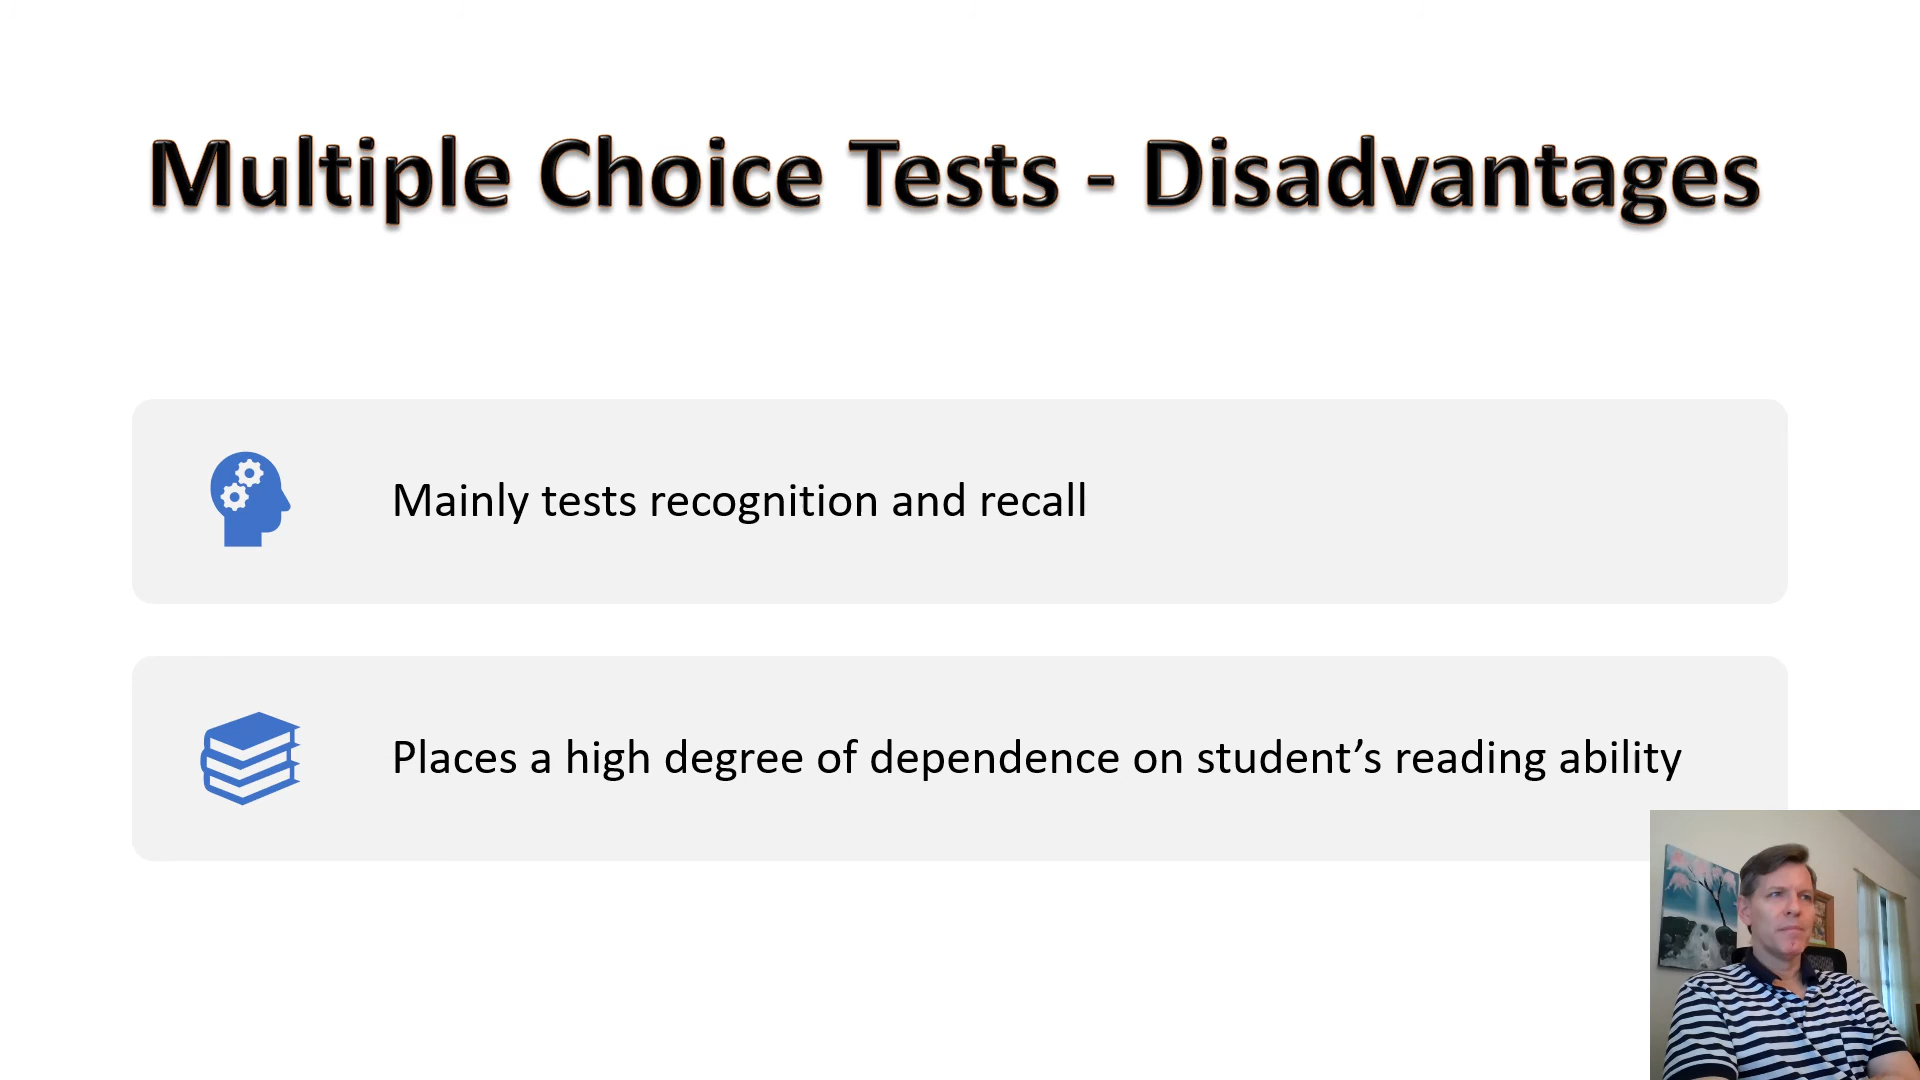 Multiple Choice Tests - Disadvantages
Mainly tests recognition and recall
Places a high degree of dependence on student’s reading ability